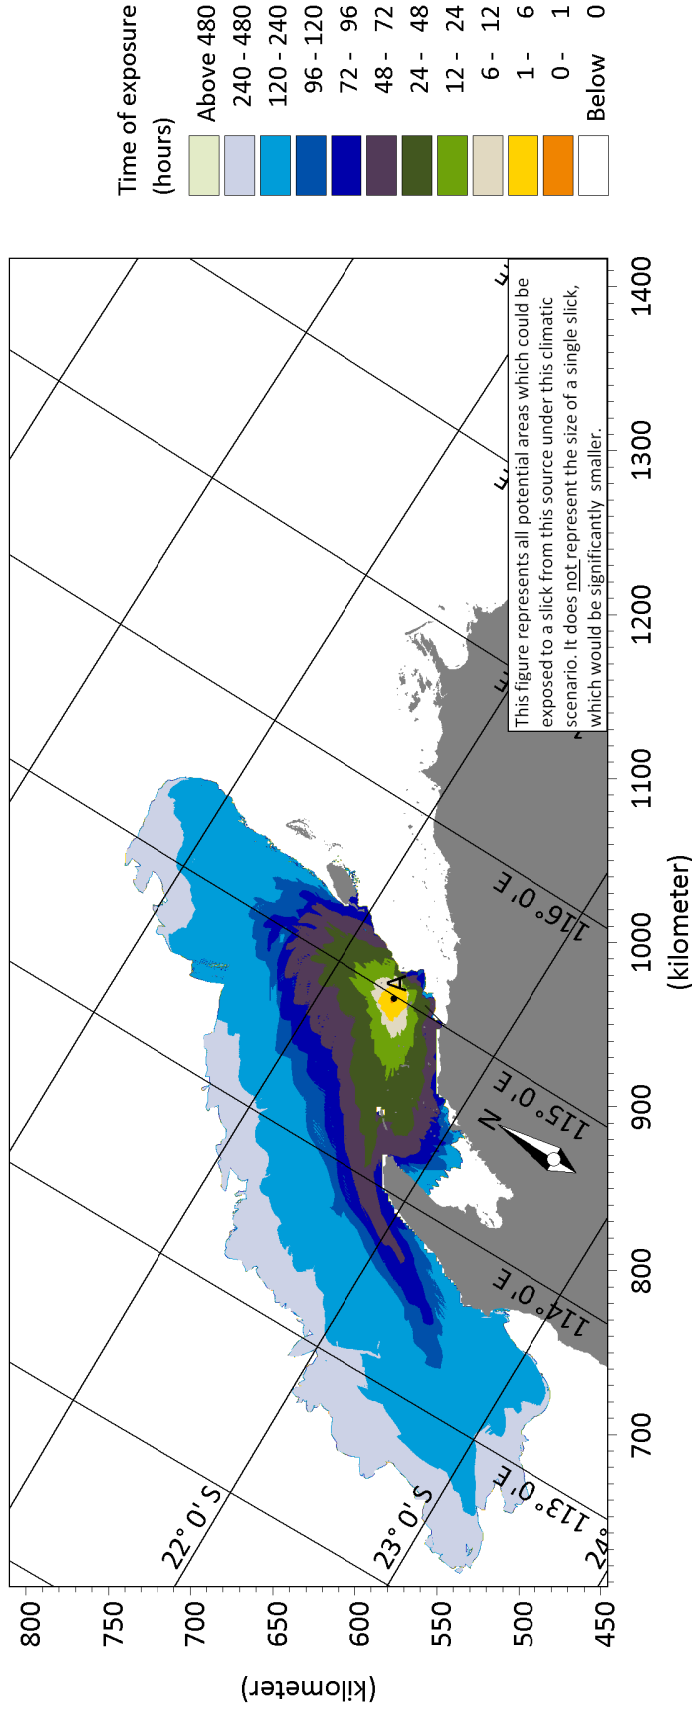 Time of exposure
(hours)
Above 480
240 - 480
120 - 240
96 - 120
72 - 96
48 - 72
24 - 48
12 - 24
6 - 12
1 - 6
0 - 1
Below 0
This figure represents all potential areas which could be
exposed to a slick from this source under this climatic
scenario. It does not represent the size of a single slick,
which would be significantly smaller.
22° 0' S
23° 0' S
24°
113° 0' E
114° 0' E
115° 0' E
116° 0' E
A
N
800
750
700
650
600
550
500
450
(kilometer)
700
800
900
1000
1100
1200
1300
1400
(kilometer)